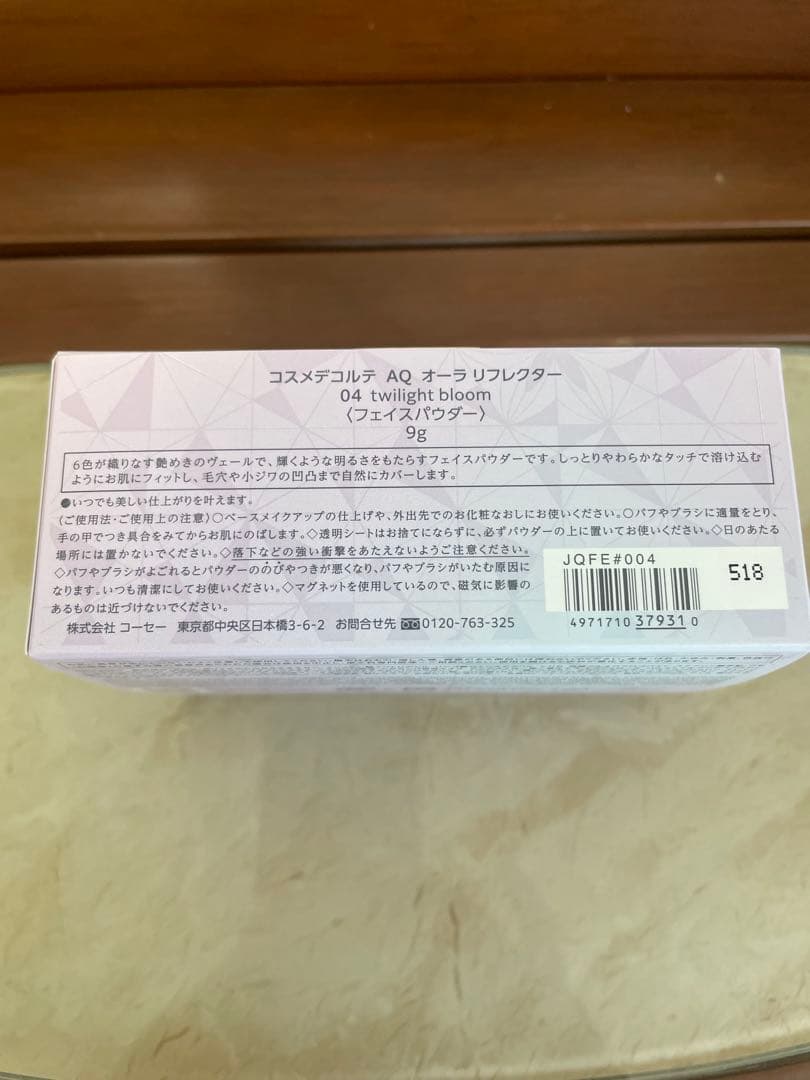 コスメデコルテ AQ オーラ リフレクター
04 twilight bloom
〈フェイスパウダー〉
9g
6色が織りなす艶めきのヴェールで、輝くような明るさをもたらすフェイスパウダーです。しっとりやわらかなタッチで溶け込む
ようにお肌にフィットし、毛穴や小ジワの凹凸まで自然にカバーします。
●いつでも美しい仕上がりを叶えます。
〈ご使用法・ご使用上の注意〉○ベースメイクアップの仕上げや、外出先でのお化粧なおしにお使いください。○パフやブラシに適量をとり、
手の甲でつき具合をみてからお肌にのばします。◇透明シートはお捨てにならずに、必ずパウダーの上に置いてお使いください。◇日のあたる
場所には置かないでください。◇落下などの強い衝撃をあたえないようご注意ください。
◇パフやブラシがよごれるとパウダーののびやつきが悪くなり、パフやブラシがいたむ原因に
なります。いつも清潔にしてお使いください。◇マグネットを使用しているので、磁気に影響の
あるものは近づけないでください。
株式会社 コーセー 東京都中央区日本橋3-6-2 お問合せ先 0120-763-325
JQFE#004
518
4971710 37931 0